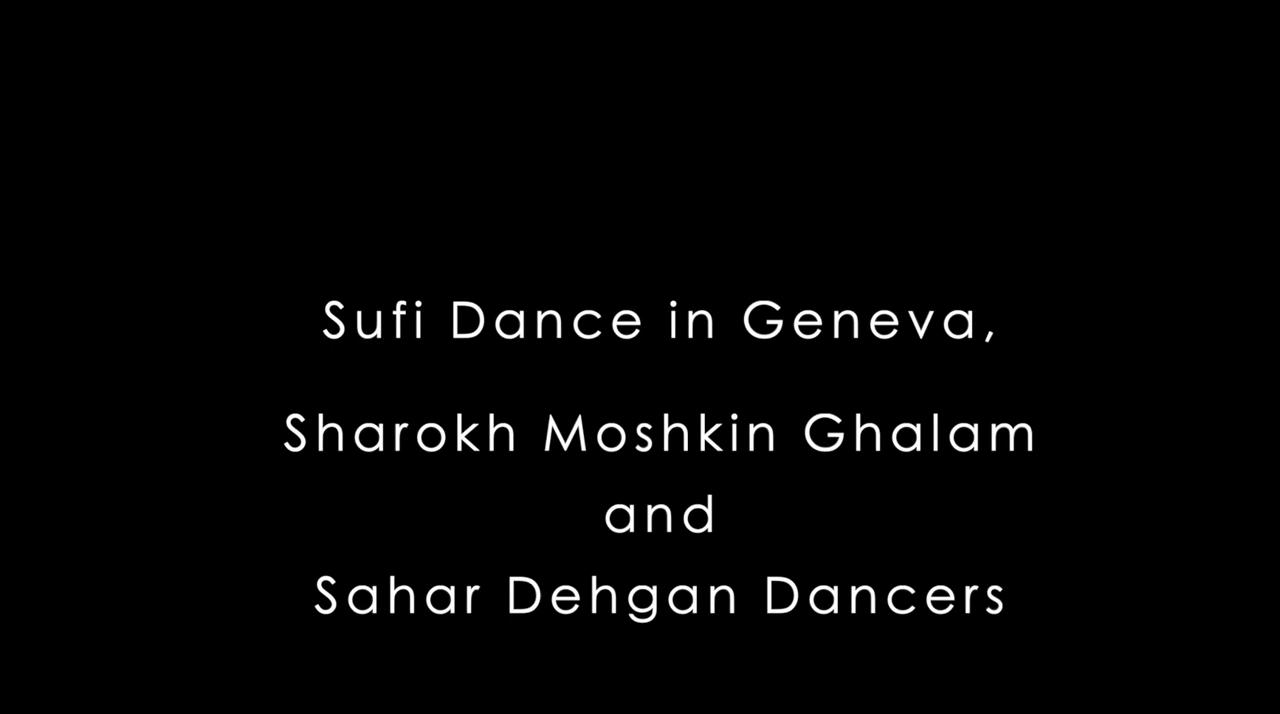 Sufi Dance in Geneva,
Sharokh Moshkin Ghalam
and
Sahar Dehgan Dancers